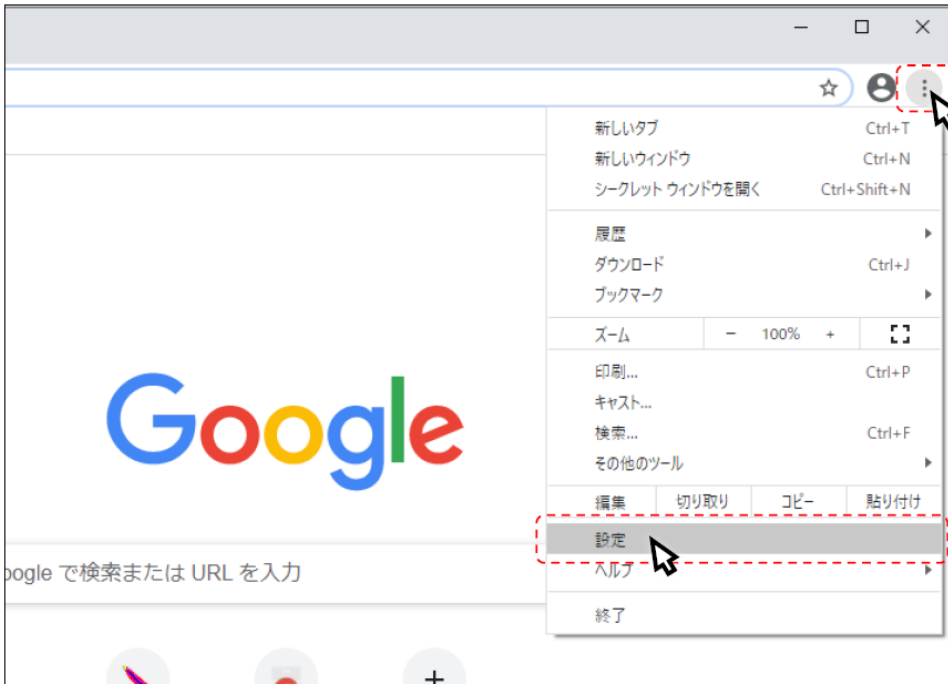 新しいタブ Ctrl+T
新しいウィンドウ Ctrl+N
シークレット ウィンドウを開く Ctrl+Shift+N
履歴
ダウンロード Ctrl+J
ブックマーク
ズーム － 100% +
印刷... Ctrl+P
キャスト...
検索... Ctrl+F
その他のツール
編集 切り取り コピー 貼り付け
設定
ヘルプ
終了
Google
oogle で検索または URL を入力